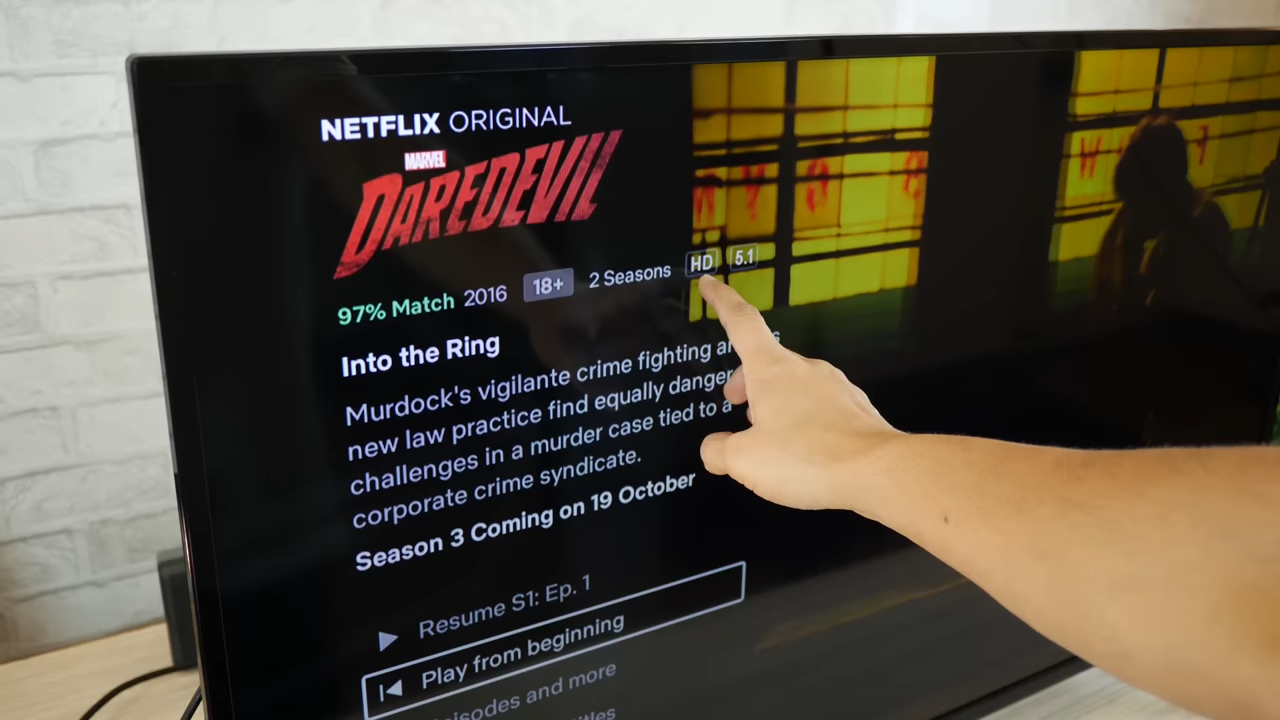 NETFLIX ORIGINAL
MARVEL
DAREDEVIL
97% Match 2016 18+ 2 Seasons HD 5.1
Into the Ring
Murdock's vigilante crime fighting
new law practice find equally
challenges in a murder case tied to a
corporate crime syndicate.
Season 3 Coming on 19 October
Resume S1: Ep. 1
Play from beginning
and more